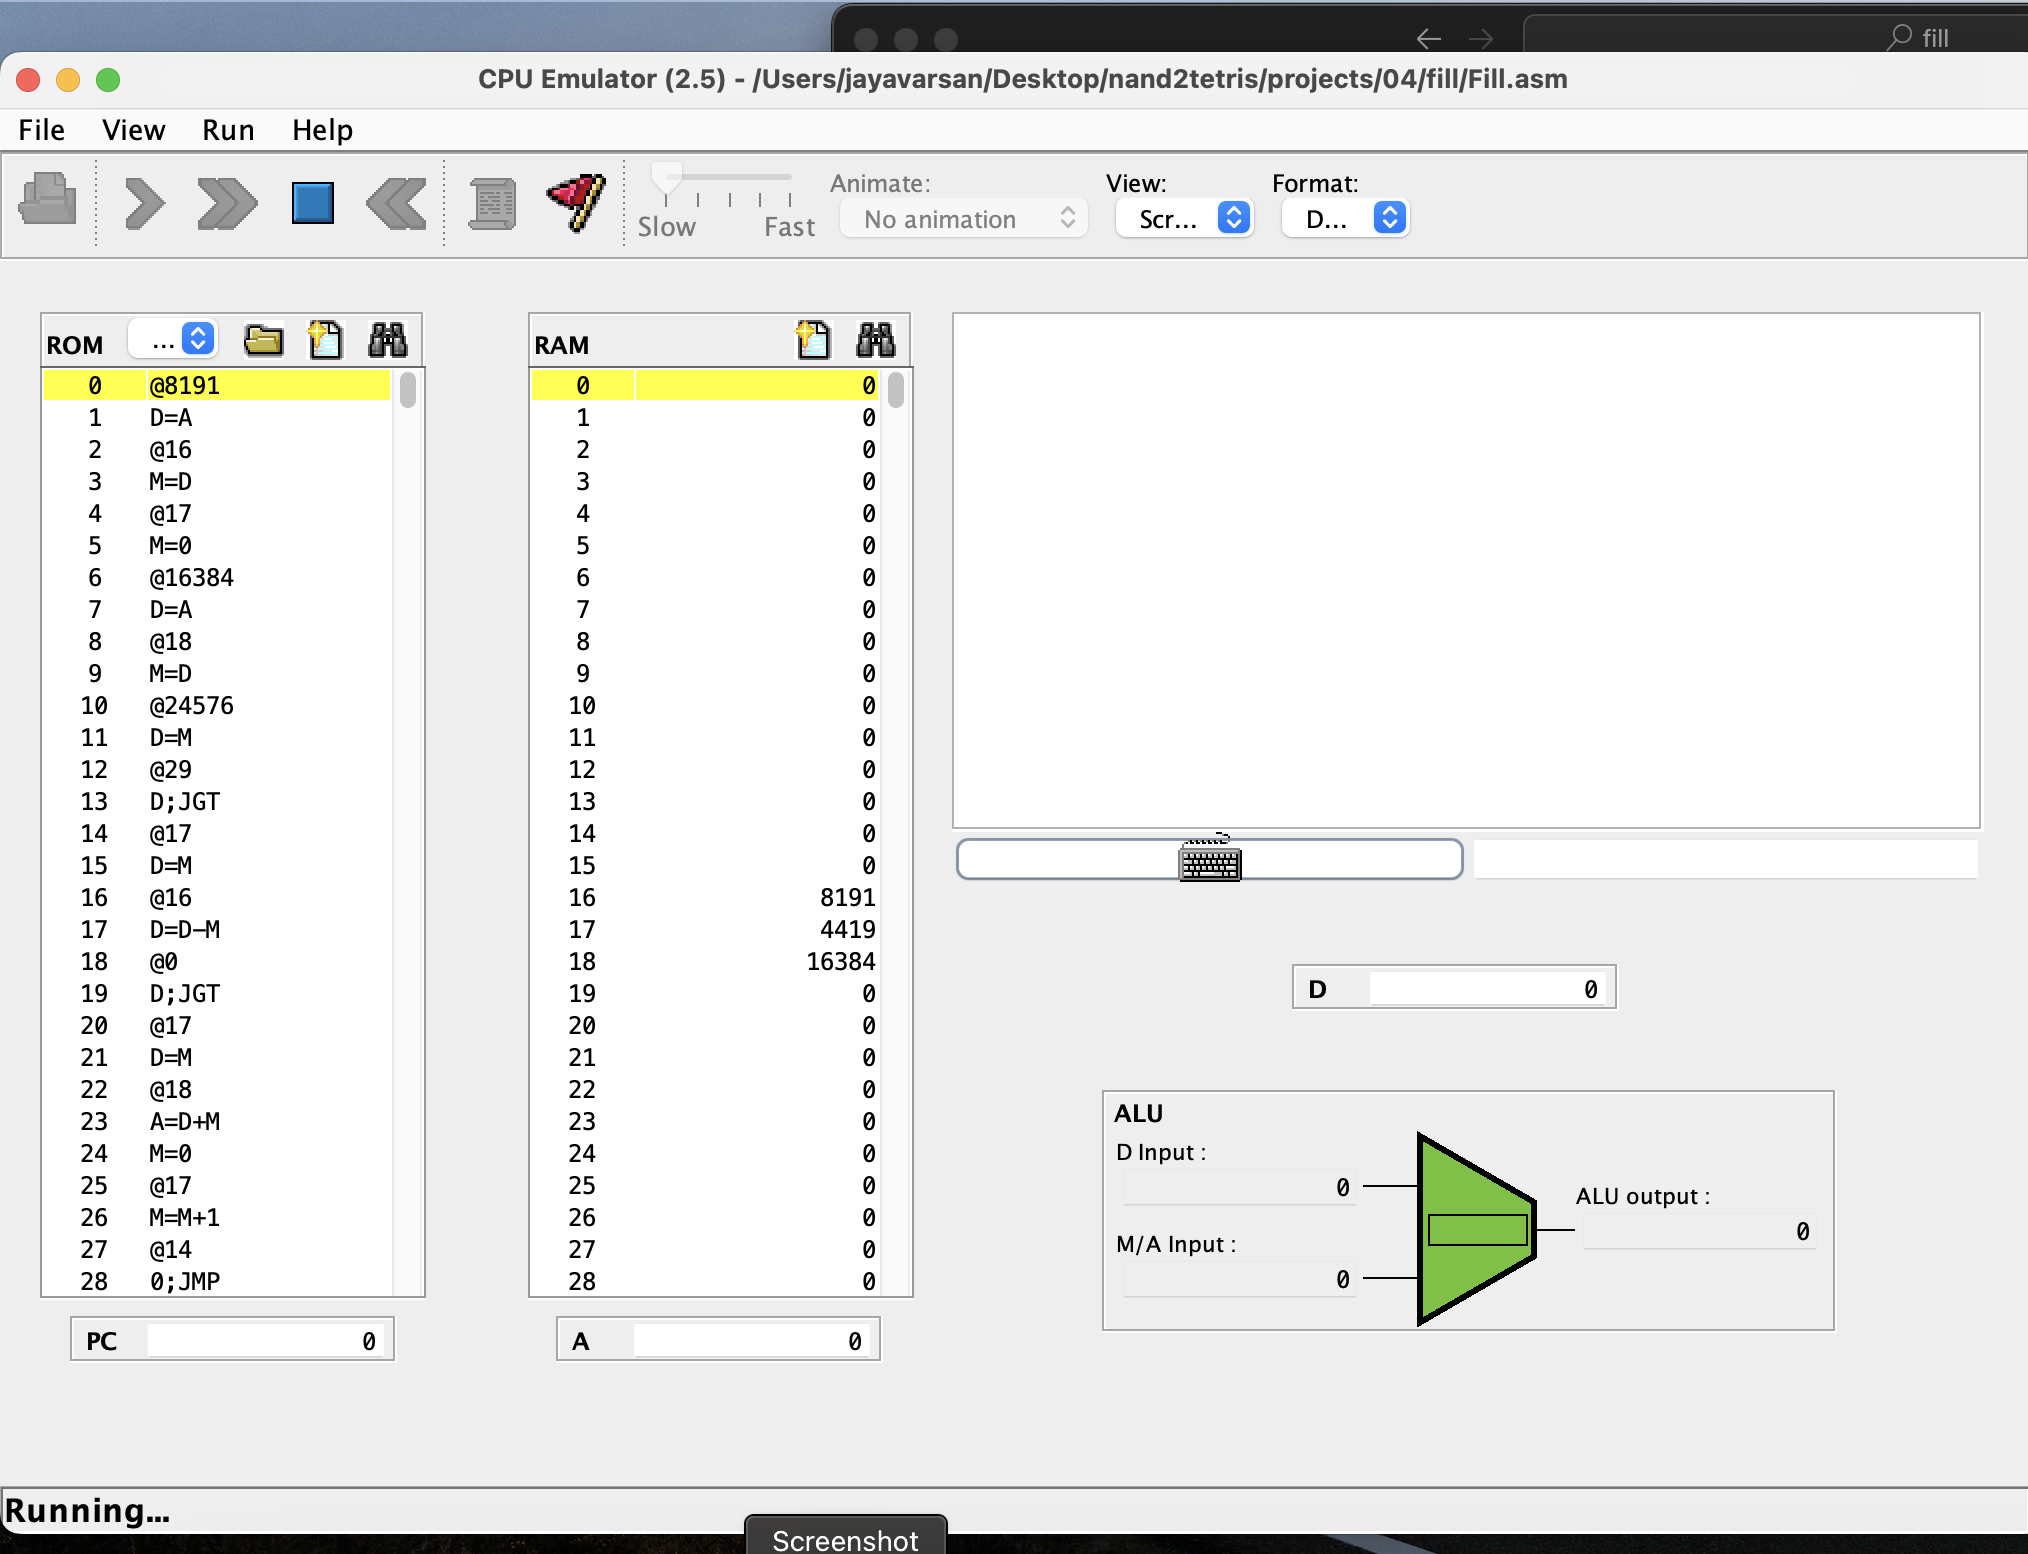 fill
CPU Emulator (2.5) - /Users/jayavarsan/Desktop/nand2tetris/projects/04/fill/Fill.asm
File View Run Help
Animate: View: Format:
Slow Fast No animation Scr... D...
ROM ... RAM
0 @8191 0 0
1 D=A 1 0
2 @16 2 0
3 M=D 3 0
4 @17 4 0
5 M=0 5 0
6 @16384 6 0
7 D=A 7 0
8 @18 8 0
9 M=D 9 0
10 @24576 10 0
11 D=M 11 0
12 @29 12 0
13 D;JGT 13 0
14 @17 14 0
15 D=M 15 0
16 @16 16 8191
17 D=D-M 17 4419
18 @0 18 16384
19 D;JGT 19 0
20 @17 20 0
21 D=M 21 0
22 @18 22 0
23 A=D+M 23 0
24 M=0 24 0
25 @17 25 0
26 M=M+1 26 0
27 @14 27 0
28 0;JMP 28 0
PC 0 A 0
D 0
ALU
D Input : 0
M/A Input : 0
ALU output : 0
Running...
Screenshot